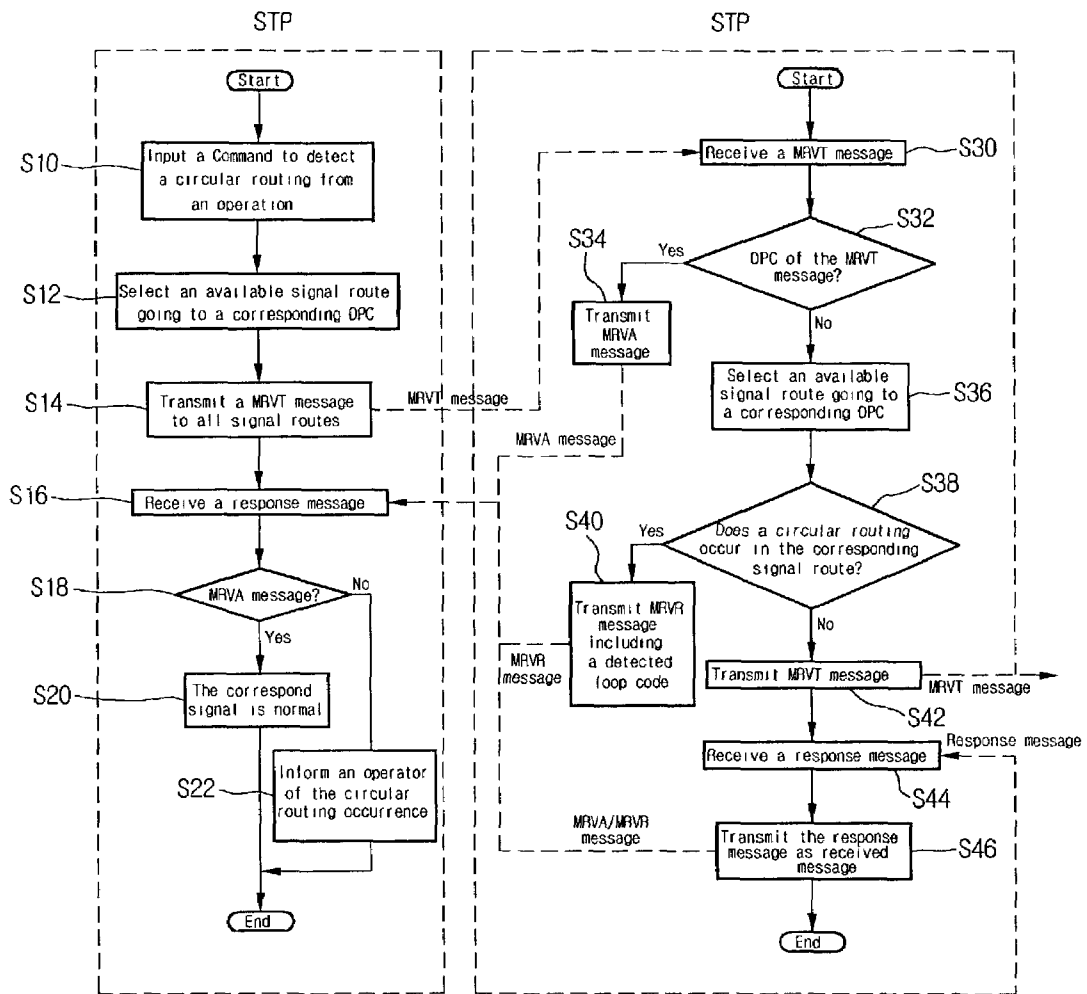 STP
Start
S10
Input a Command to detect
a circular routing from
an operation
S12
Select an available signal route
going to a corresponding DPC
S14
Transmit a MRVT message
to all signal routes
MRVT message
S16
Receive a response message
S18
MRVA message?
No
Yes
S20
The correspond
signal is normal
S22
Inform an operator
of the circular
routing occurrence
End
STP
Start
Receive a MRVT message
S30
S32
DPC of the MRVT
message?
Yes
S34
Transmit
MRVA
message
MRVA message
No
Select an available
signal route going to
a corresponding DPC
S36
S38
Does a circular routing
occur in the corresponding
signal route?
Yes
S40
Transmit MRVR
message
including
a detected
loop code
MRVR
message
No
Transmit MRVT message
MRVT message
S42
Response message
Receive a response message
S44
MRVA/MRVR
message
Transmit the response
message as received
message
S46
End